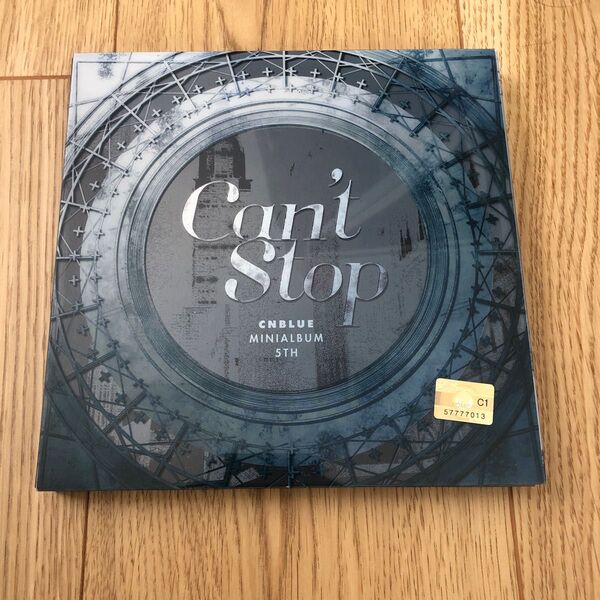 Can't
Stop
CNBLUE
MINIALBUM
5TH
C1
57777013